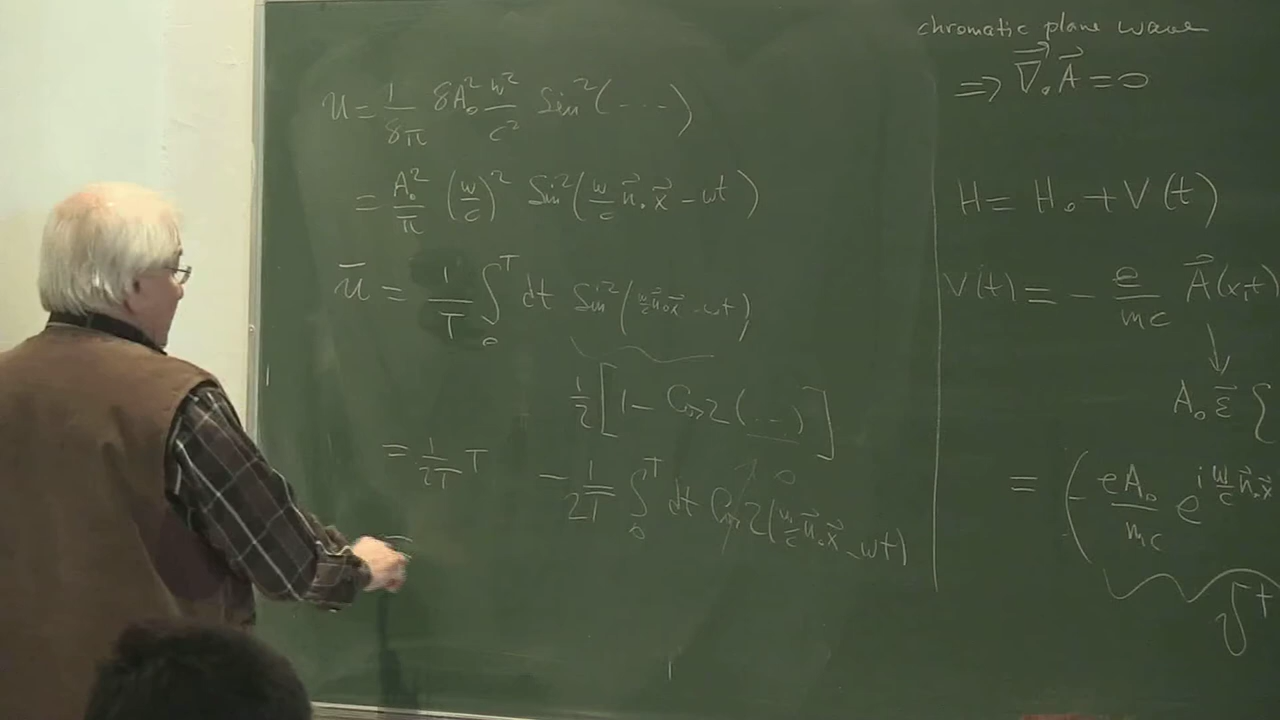 U = 1/8π 8A₀² w²/c² Sin²(----)
= A₀²/π (w/c)² Sin²(w/c n⃗.x⃗ - wt)
ū = 1/T ∫₀ᵀ dt Sin²(w/c n⃗.x⃗ - wt)
1/2 [1 - Cos2(...)]
= 1/2T T - 1/2T ∫₀ᵀ dt Cos2(w/c n⃗.x⃗ - wt) 0
=
chromatic plane wave
=> ∇⃗.A⃗ = 0
H = H₀ + V(t)
V(t) = - e/mc A⃗(x,t)
A₀ ε⃗ {
= (- eA₀/mc e^{i w/c n⃗.x⃗}